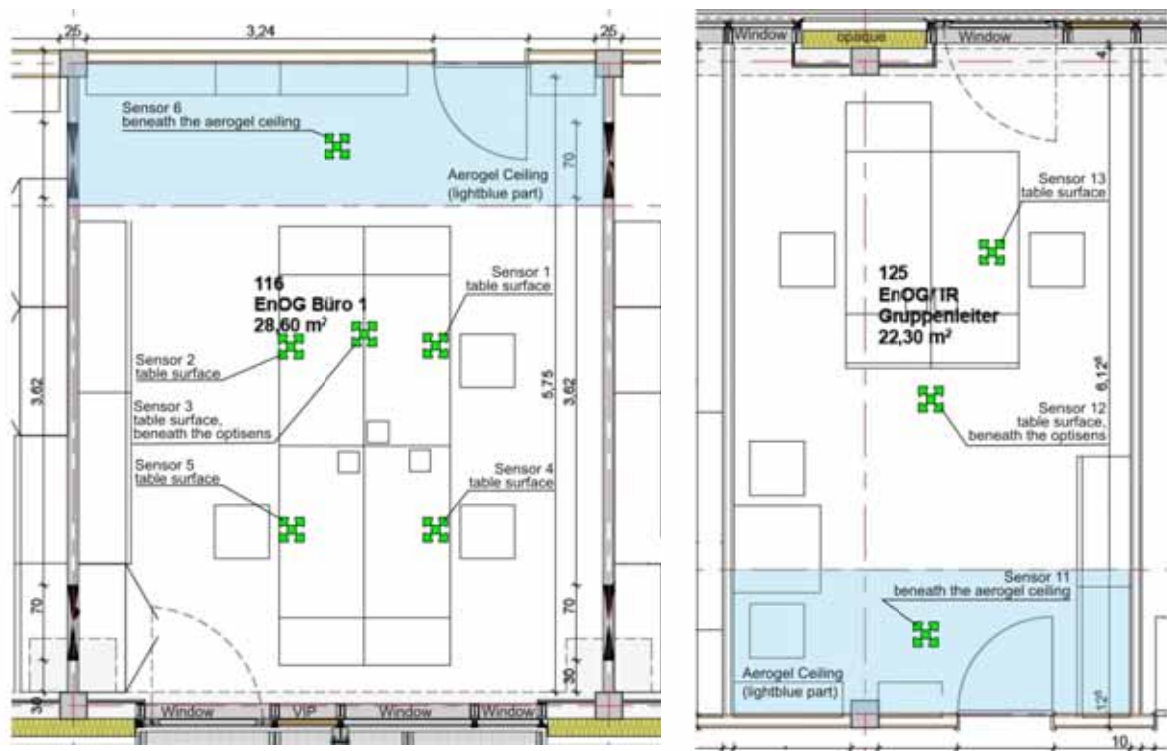 25
3,24
25
Sensor 6
beneath the aerogel ceiling
Aerogel Ceiling
(lightblue part)
70
116
EnOG Büro 1
28,60 m²
Sensor 1
table surface
Sensor 2
table surface
3,62
5,75
3,62
Sensor 3
table surface,
beneath the optisens
Sensor 5
table surface
Sensor 4
table surface
70
70
30
30
Window
VIP
Window
Window
Window
opaque
Window
4
Sensor 13
table surface
125
EnOG/TR
Gruppenleiter
22,30 m²
6,12⁸
Sensor 12
table surface,
beneath the optisens
Sensor 11
beneath the aerogel ceiling
Aerogel Ceiling
(lightblue part)
12⁸
10